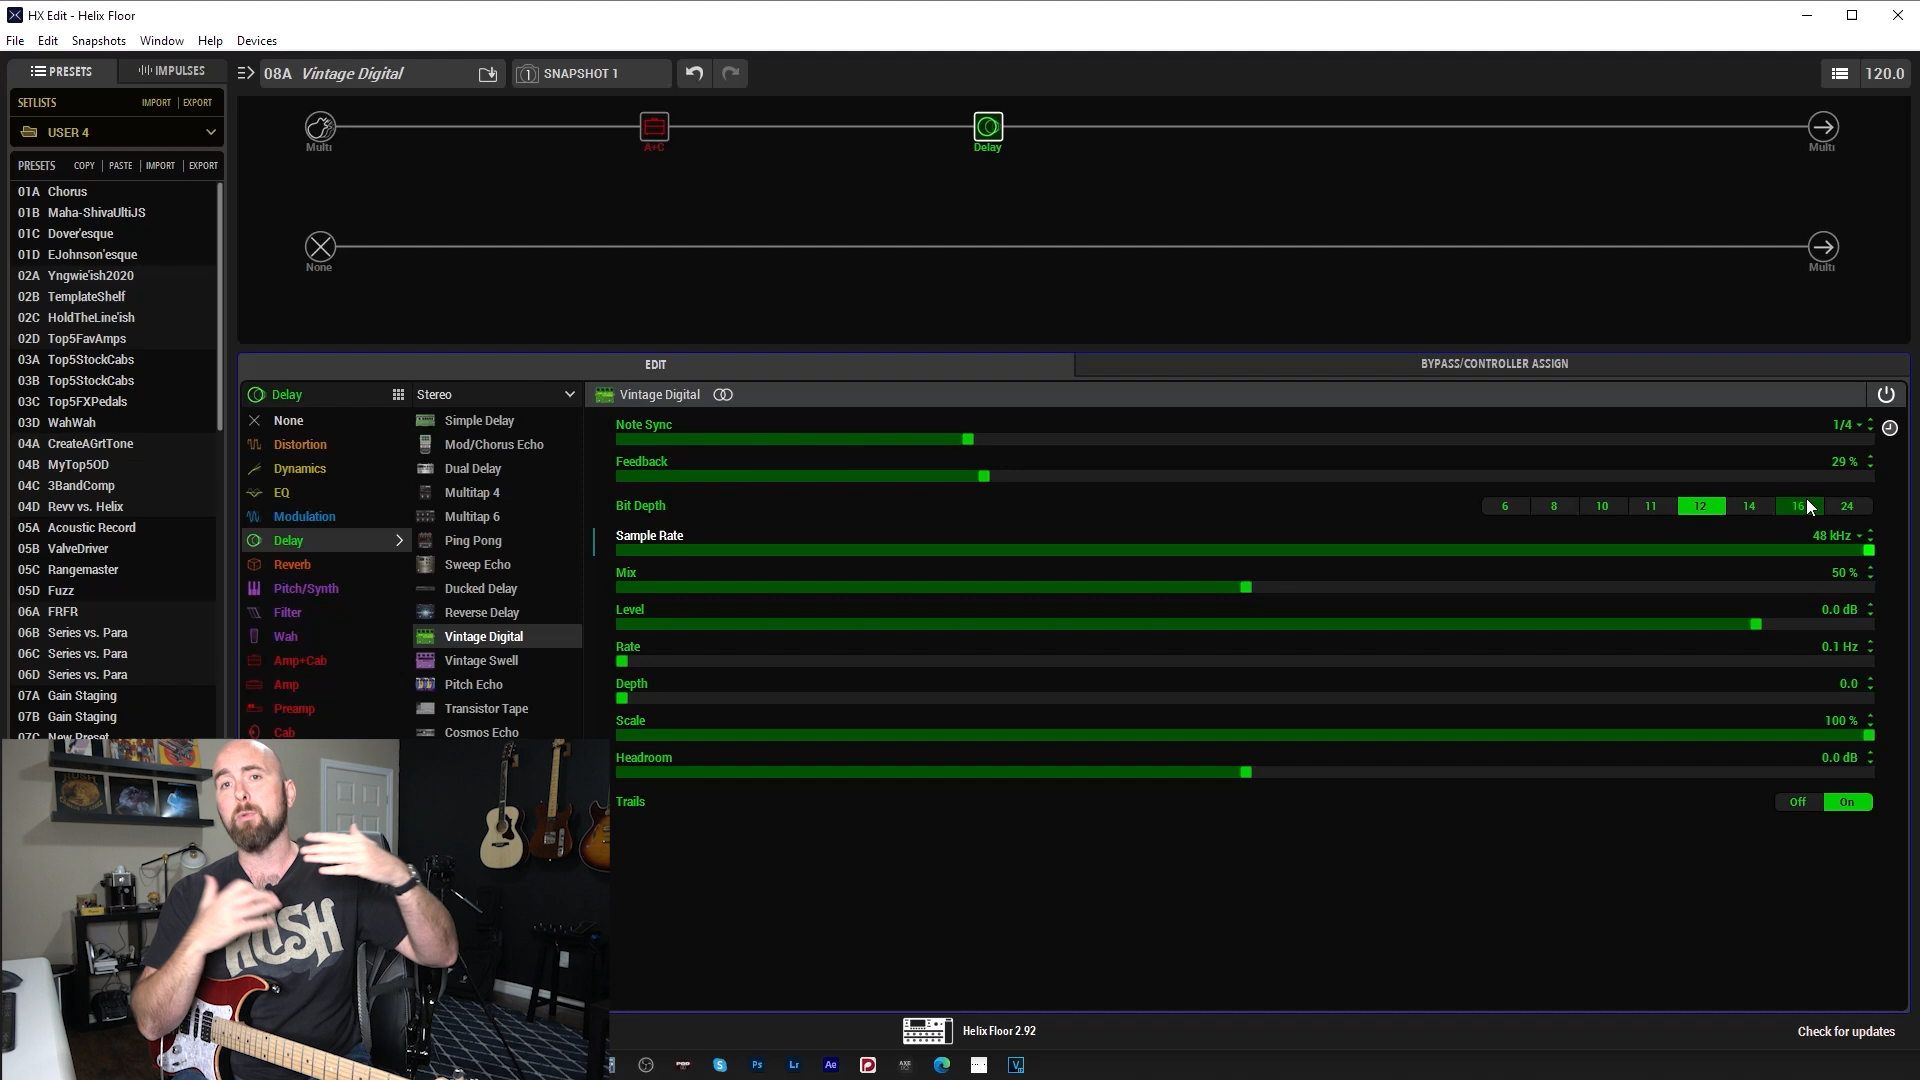 HX Edit - Helix Floor
File Edit Snapshots Window Help Devices
PRESETS IMPULSES
08A Vintage Digital
1 SNAPSHOT 1
120.0
SETLISTS IMPORT | EXPORT
USER 4
PRESETS COPY | PASTE | IMPORT | EXPORT
01A Chorus
01B Maha-ShivaUltiJS
01C Dover'esque
01D EJohnson'esque
02A Yngwie'ish2020
02B TemplateShelf
02C HoldTheLine'ish
02D Top5FavAmps
03A Top5StockCabs
03B Top5StockCabs
03C Top5FXPedals
03D WahWah
04A CreateAGrtTone
04B MyTop5OD
04C 3BandComp
04D Revv vs. Helix
05A Acoustic Record
05B ValveDriver
05C Rangemaster
05D Fuzz
06A FRFR
06B Series vs. Para
06C Series vs. Para
06D Series vs. Para
07A Gain Staging
07B Gain Staging
07C New Preset
Multi
A+C
Delay
Multi
None
Multi
EDIT
BYPASS/CONTROLLER ASSIGN
Delay
Stereo
Vintage Digital
None
Distortion
Dynamics
EQ
Modulation
Delay
Reverb
Pitch/Synth
Filter
Wah
Amp+Cab
Amp
Preamp
Cab
Simple Delay
Mod/Chorus Echo
Dual Delay
Multitap 4
Multitap 6
Ping Pong
Sweep Echo
Ducked Delay
Reverse Delay
Vintage Digital
Vintage Swell
Pitch Echo
Transistor Tape
Cosmos Echo
Note Sync 1/4
Feedback 29 %
Bit Depth 6 8 10 11 12 14 16 24
Sample Rate 48 kHz
Mix 50 %
Level 0.0 dB
Rate 0.1 Hz
Depth 0.0
Scale 100 %
Headroom 0.0 dB
Trails Off On
RUSH
RUSH
Helix Floor 2.92
Check for updates
Ps Lr Ae